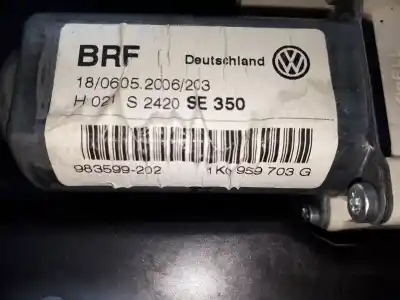 BRF Deutschland
18/0605.2006/203
H 021 S 2420 SE 350
983599-202 1K0 959 703 G